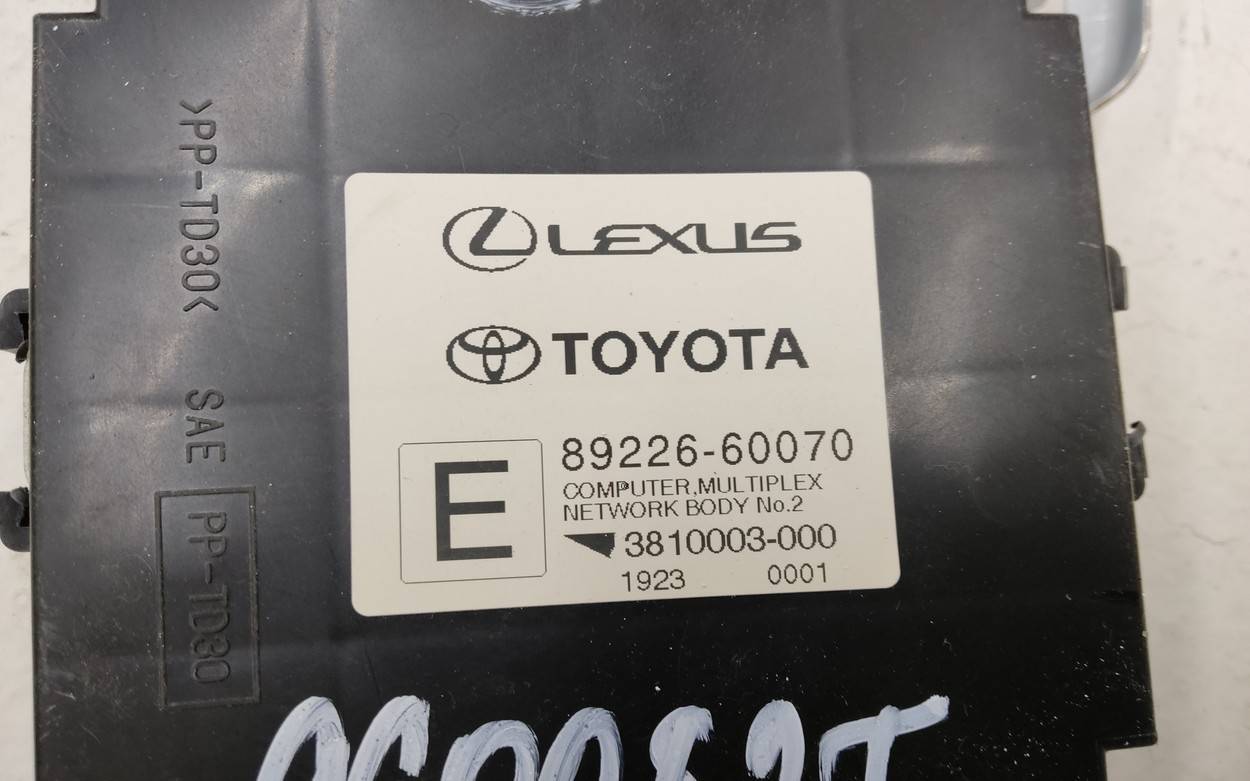 LEXUS
TOYOTA
E
89226-60070
COMPUTER,MULTIPLEX
NETWORK BODY No.2
3810003-000
1923 0001
>PP-TD30< SAE PP-TD30